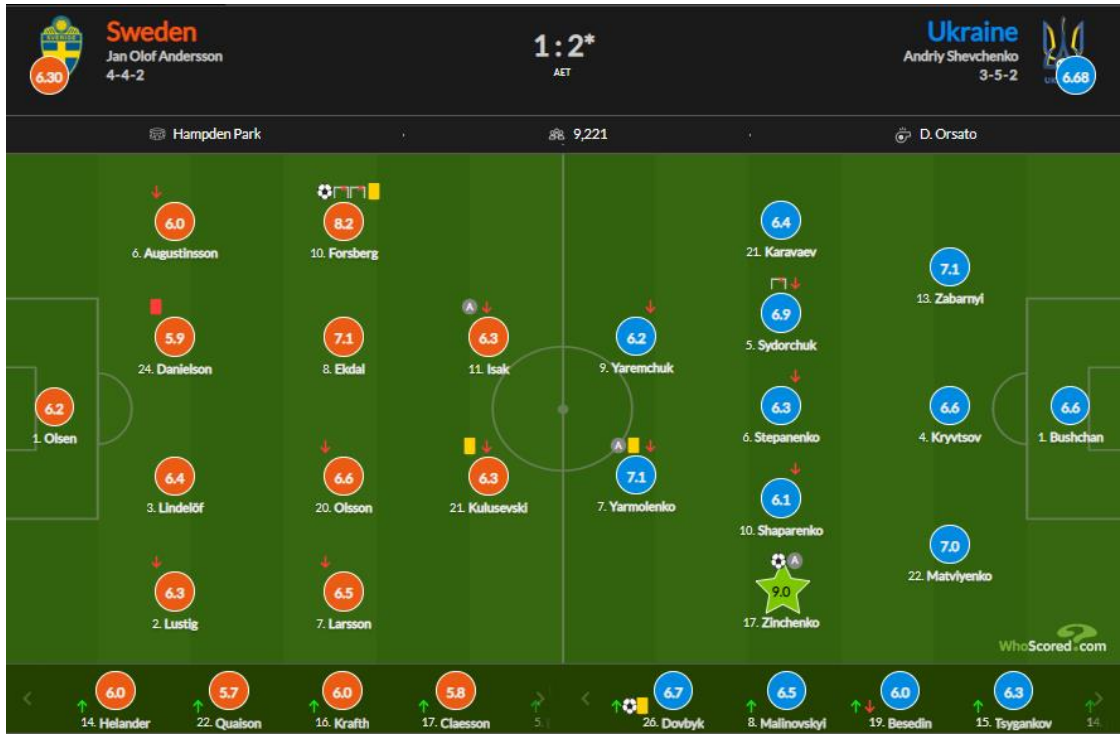 Sweden
Jan Olof Andersson
4-4-2
6.30
1 : 2*
AET
Ukraine
Andriy Shevchenko
3-5-2
6.68
Hampden Park
9,221
D. Orsato
6.0
6. Augustinsson
8.2
10. Forsberg
5.9
24. Danielson
7.1
8. Ekdal
A
6.3
11. Isak
6.2
1. Olsen
6.4
3. Lindelöf
6.6
20. Olsson
6.3
21. Kulusevski
6.3
2. Lustig
6.5
7. Larsson
6.2
9. Yaremchuk
A
7.1
7. Yarmolenko
6.4
21. Karavaev
6.9
5. Sydorchuk
6.3
6. Stepanenko
6.1
10. Shaparenko
A
9.0
17. Zinchenko
7.1
13. Zabarnyi
6.6
4. Kryvtsov
7.0
22. Matviyenko
6.6
1. Bushchan
WhoScored.com
6.0
14. Helander
5.7
22. Quaison
6.0
16. Krafth
5.8
17. Claesson
5.
6.7
26. Dovbyk
6.5
8. Malinovskyi
6.0
19. Besedin
6.3
15. Tsygankov
14.